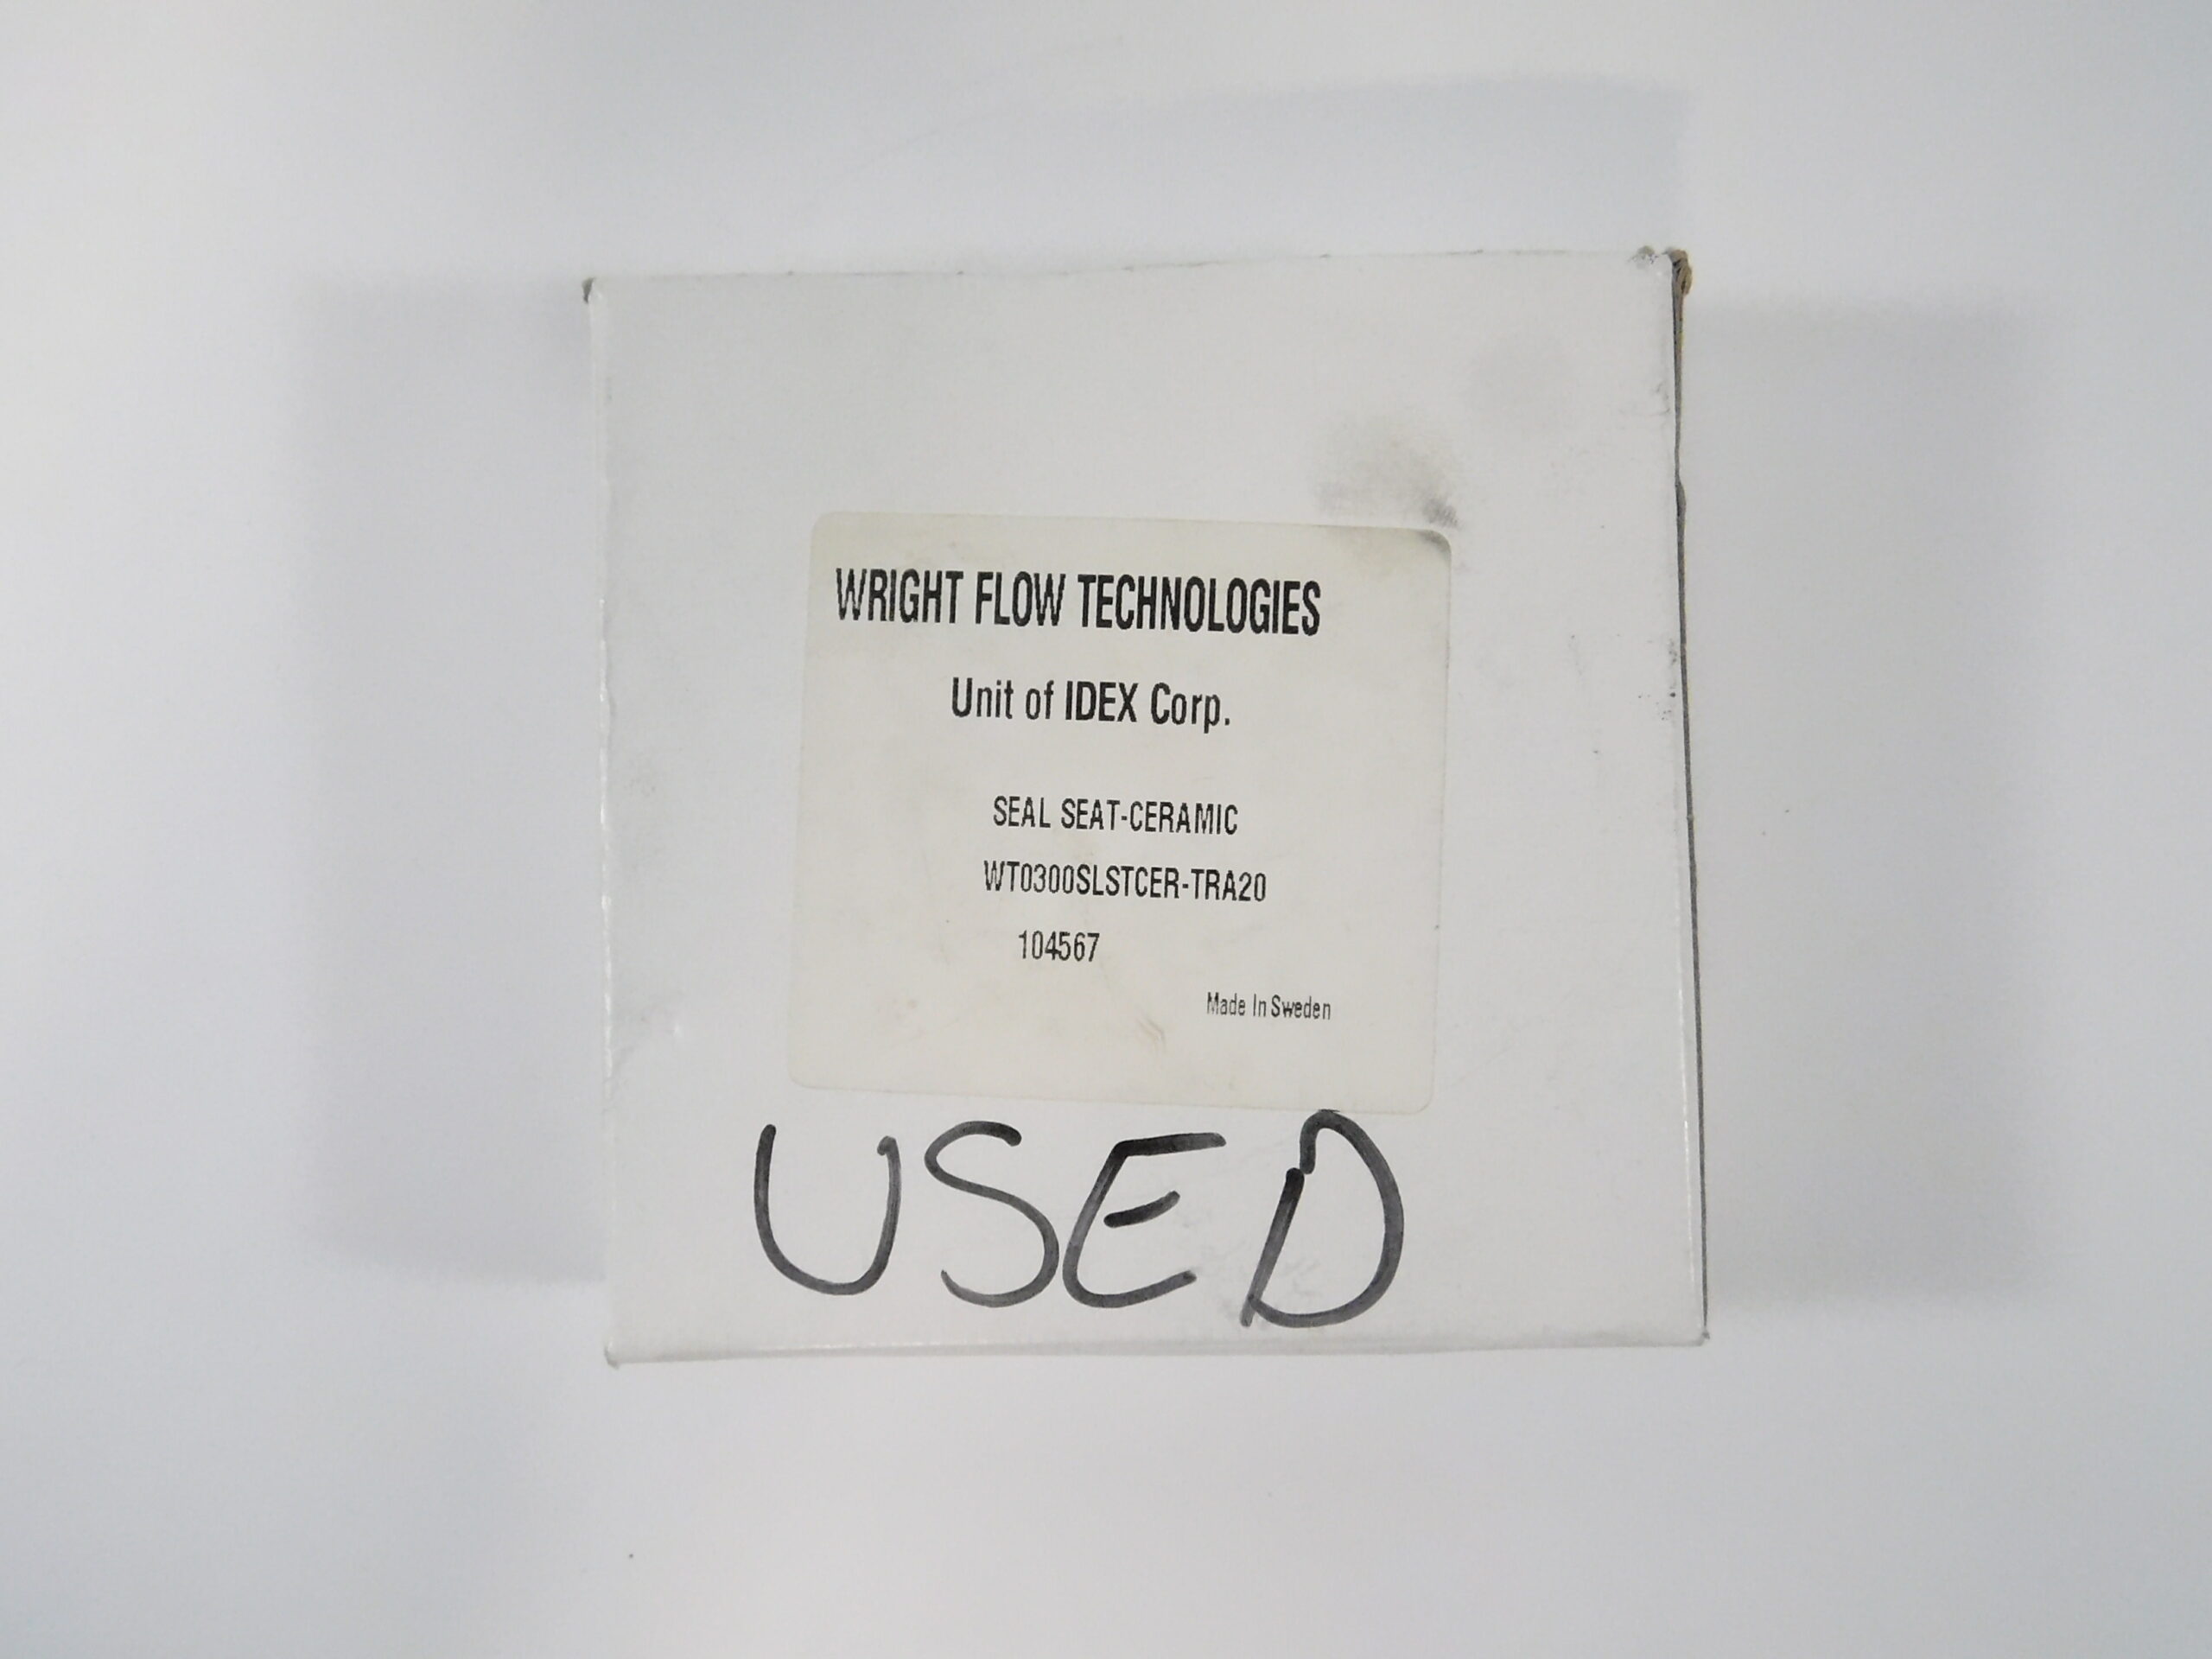 WRIGHT FLOW TECHNOLOGIES
Unit of IDEX Corp.
SEAL SEAT-CERAMIC
WT0300SLSTCER-TRA20
104567
Made In Sweden
USED